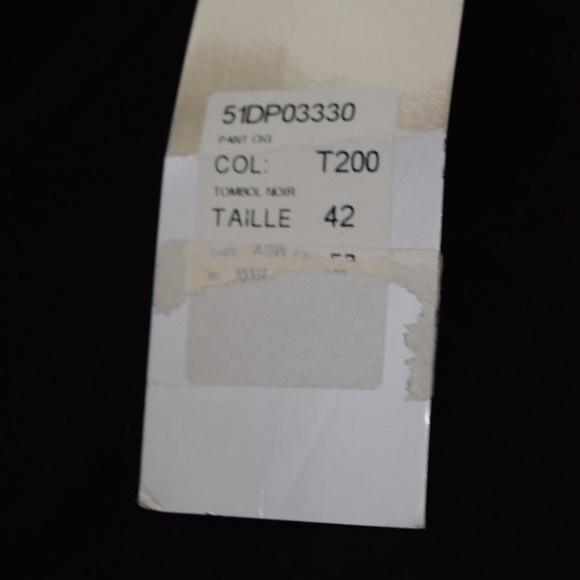 51DP03330
PANT CIG
COL: T200
TOMBOL NOIR
TAILLE 42